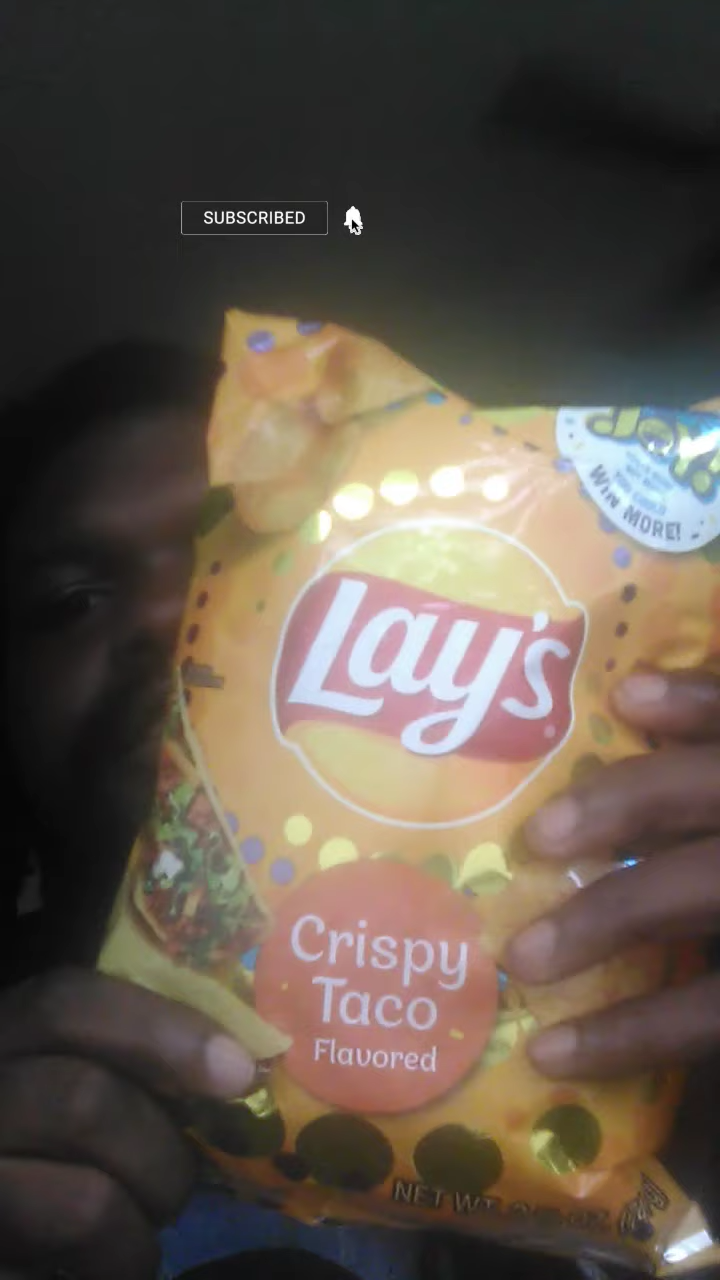 SUBSCRIBED
WIN MORE!
Lay's
Crispy
Taco
Flavored
NET WT.